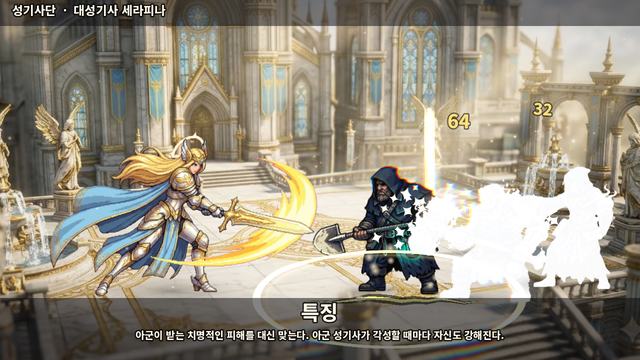 성기사단 · 대성기사 세라피나
64
32
특징
아군이 받는 치명적인 피해를 대신 맞는다. 아군 성기사가 각성할 때마다 자신도 강해진다.